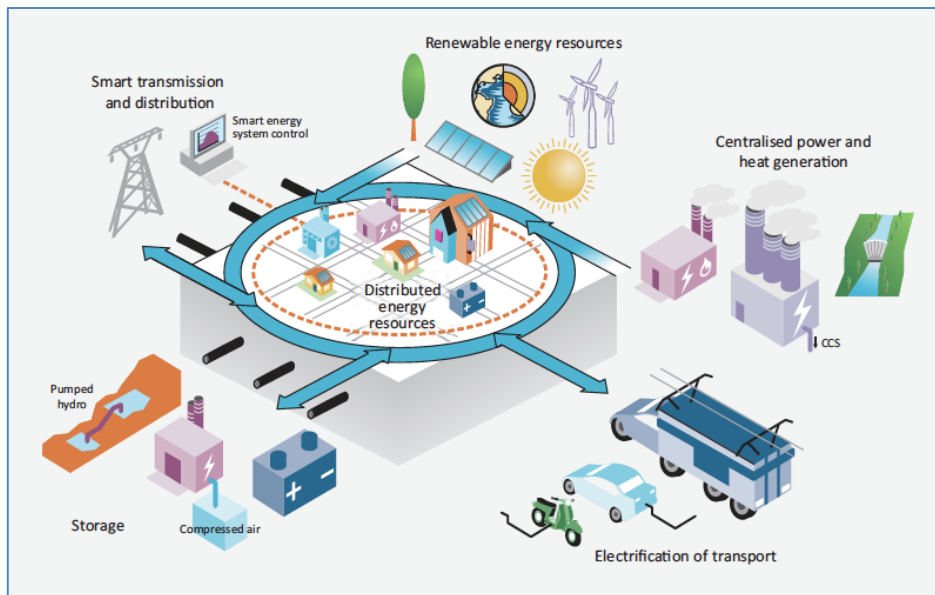 Renewable energy resources
Smart transmission
and distribution
Smart energy
system control
Centralised power and
heat generation
Distributed
energy
resources
CCS
Pumped
hydro
+ −
Storage
Compressed air
+ −
Electrification of transport